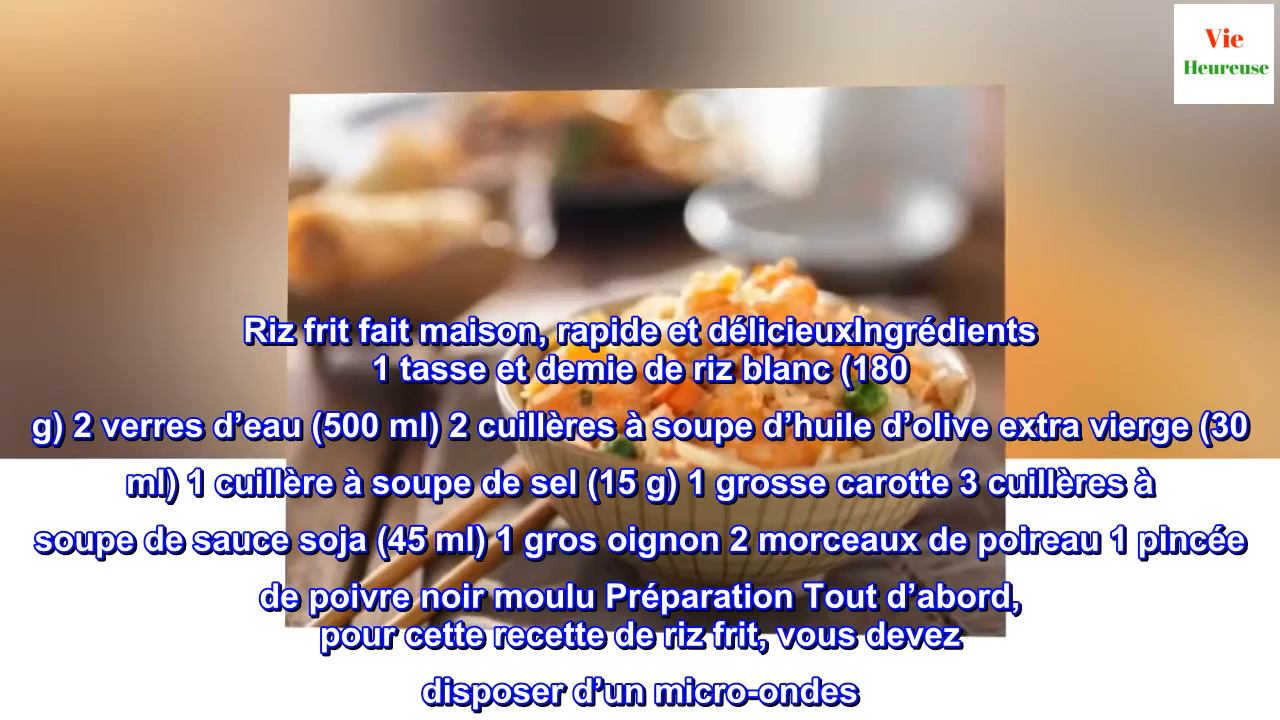 Vie
Heureuse
Riz frit fait maison, rapide et délicieuxIngrédients
1 tasse et demie de riz blanc (180
g) 2 verres d’eau (500 ml) 2 cuillères à soupe d’huile d’olive extra vierge (30
ml) 1 cuillère à soupe de sel (15 g) 1 grosse carotte 3 cuillères à
soupe de sauce soja (45 ml) 1 gros oignon 2 morceaux de poireau 1 pincée
de poivre noir moulu Préparation Tout d’abord,
pour cette recette de riz frit, vous devez
disposer d’un micro-ondes